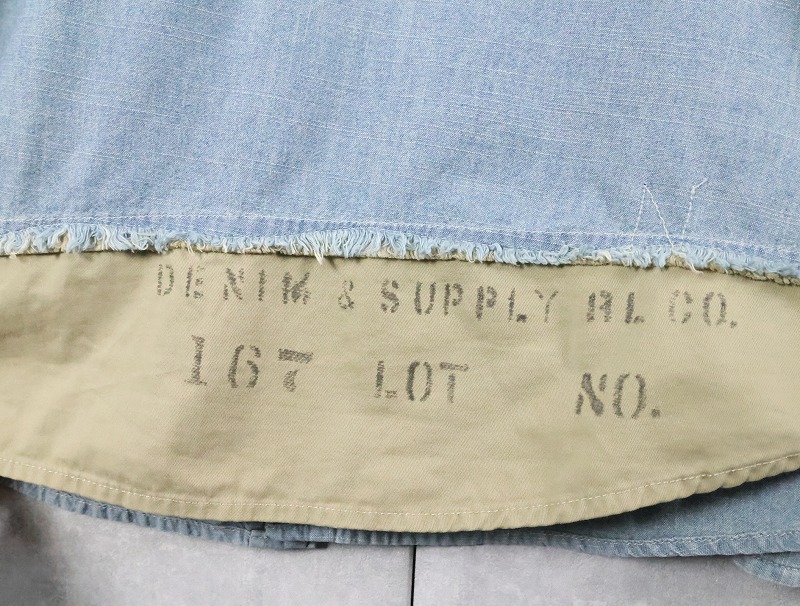 DENIM & SUPPLY RL CO.
167 LOT NO.